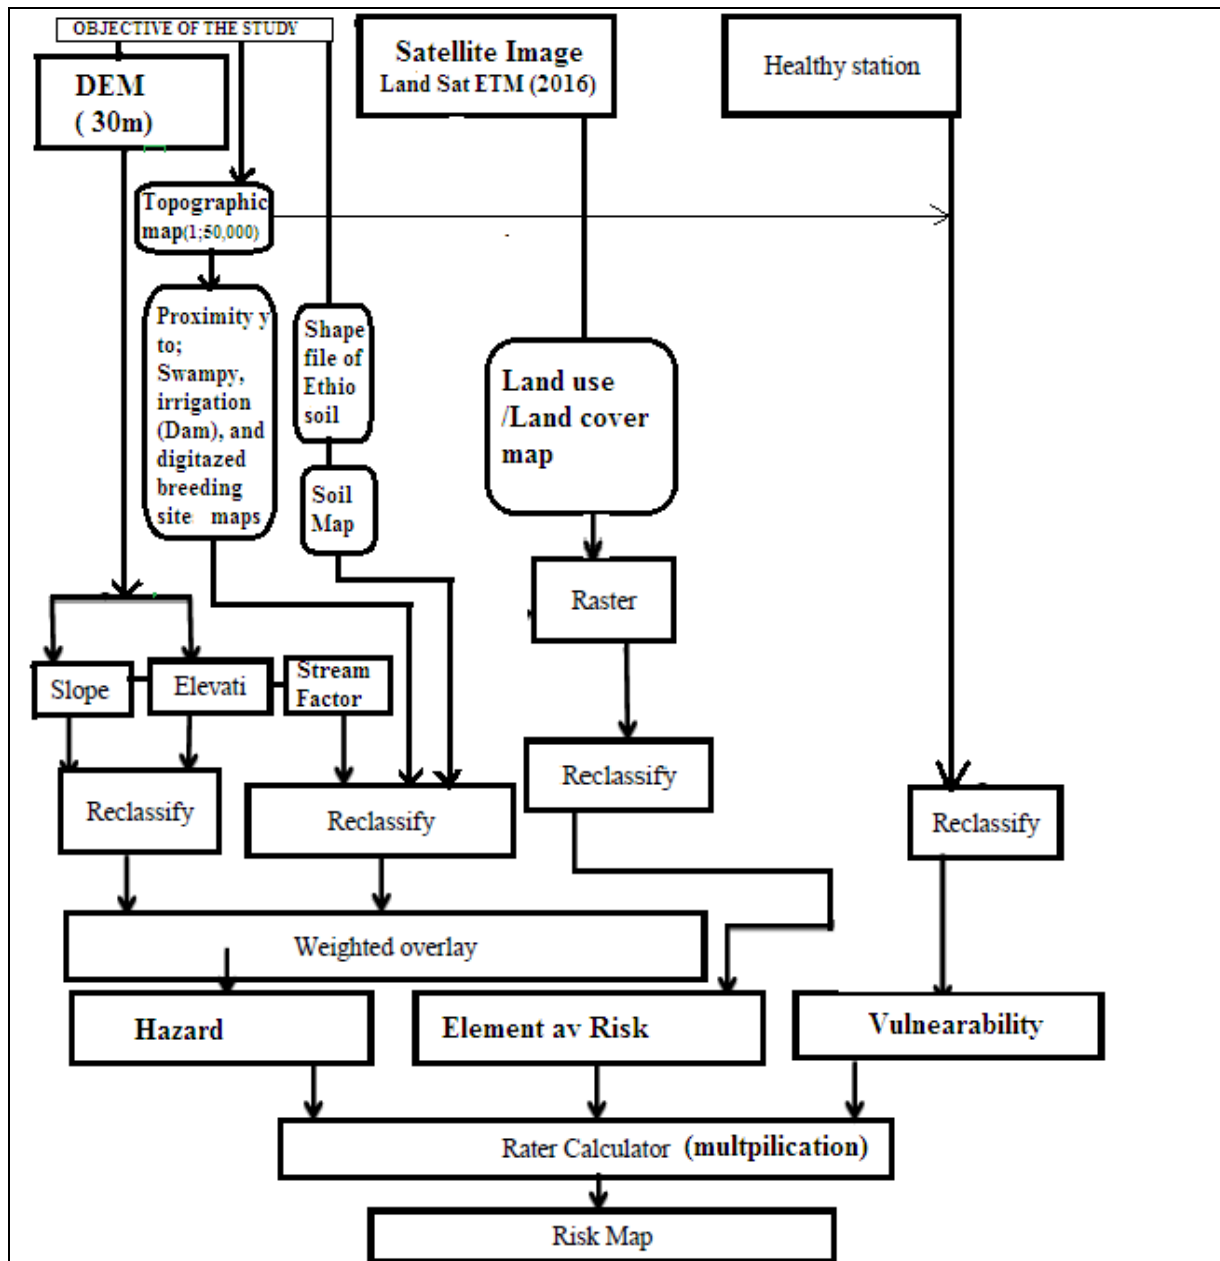 OBJECTIVE OF THE STUDY
DEM
( 30m)
Satellite Image
Land Sat ETM (2016)
Healthy station
Topographic
map(1;50,000)
Proximity y
to;
Swampy,
irrigation
(Dam), and
digitazed
breeding
site maps
Shape
file of
Ethio
soil
Soil
Map
Land use
/Land cover
map
Raster
Slope
Elevati
Stream
Factor
Reclassify
Reclassify
Reclassify
Reclassify
Weighted overlay
Hazard
Element av Risk
Vulnearability
Rater Calculator (multpilication)
Risk Map